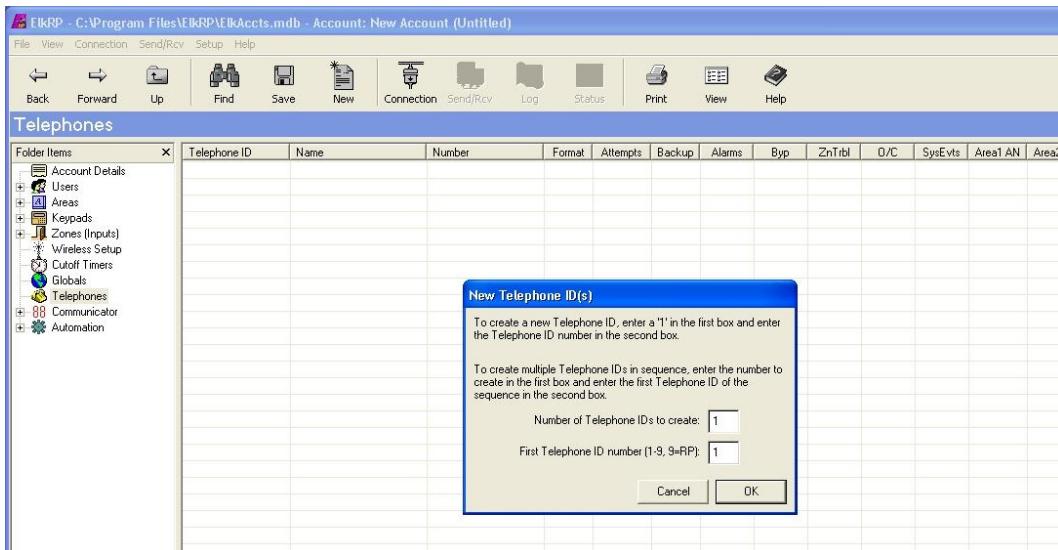 ElkRP - C:\Program Files\ElkRP\ElkAccts.mdb - Account: New Account (Untitled)
File View Connection Send/Rcv Setup Help
Back Forward Up Find Save New Connection Send/Rcv Log Status Print View Help
Telephones
Folder Items Telephone ID Name Number Format Attempts Backup Alarms Byp ZnTrbl O/C SysEvts Area1 AN Area2
Account Details
Users
Areas
Keypads
Zones (Inputs)
Wireless Setup
Cutoff Timers
Globals
Telephones
88 Communicator
Automation
New Telephone ID(s)
To create a new Telephone ID, enter a '1' in the first box and enter
the Telephone ID number in the second box.
To create multiple Telephone IDs in sequence, enter the number to
create in the first box and enter the first Telephone ID of the
sequence in the second box.
Number of Telephone IDs to create: 1
First Telephone ID number (1-9, 9=RP): 1
Cancel OK